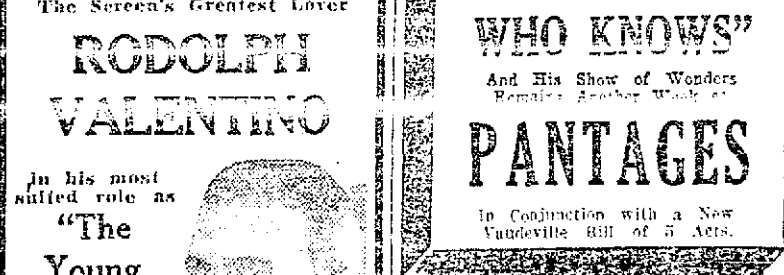 The Screen's Greatest Lover
RODOLPH
VALENTINO
in his most
suited role as
“The
Young
WHO KNOWS”
And His Show of Wonders
Remains Another Week at
PANTAGES
In Conjunction with a New
Vaudeville Bill of 5 Acts.